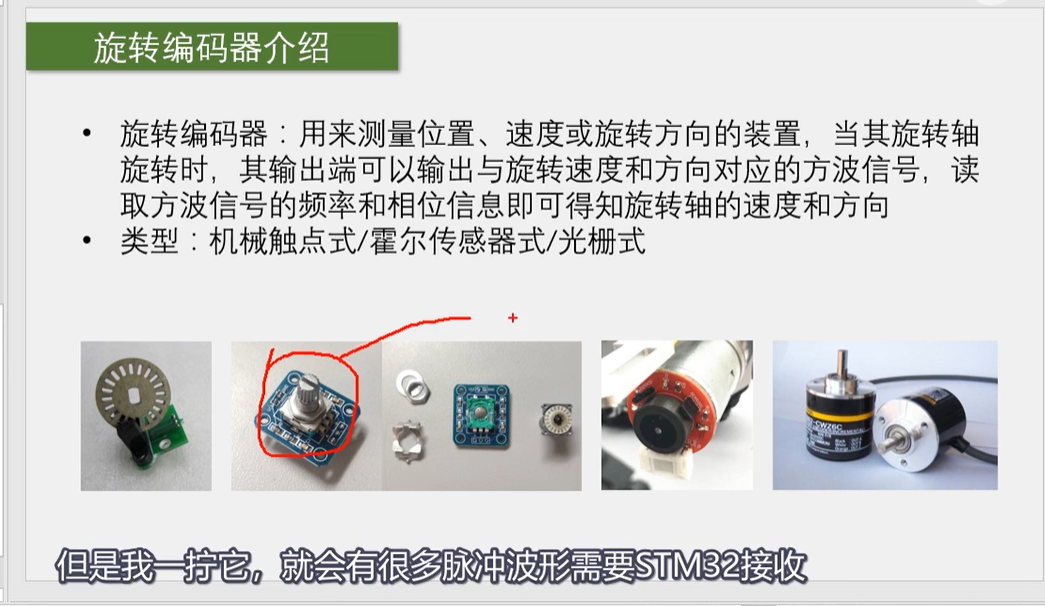 旋转编码器介绍
• 旋转编码器：用来测量位置、速度或旋转方向的装置，当其旋转轴
旋转时，其输出端可以输出与旋转速度和方向对应的方波信号，读
取方波信号的频率和相位信息即可得知旋转轴的速度和方向
• 类型：机械触点式/霍尔传感器式/光栅式
-CWZ6C
但是我一拧它，就会有很多脉冲波形需要STM32接收